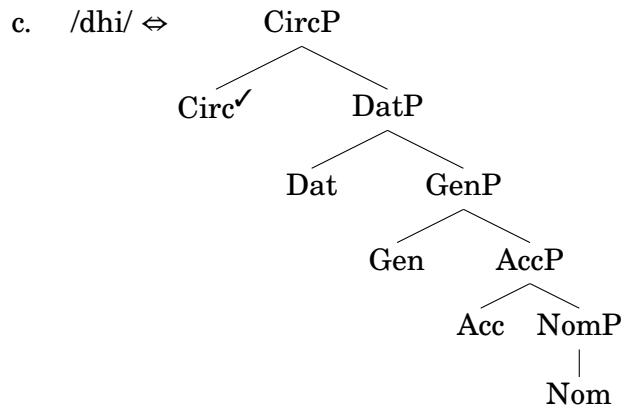 c. /dhi/ ⇔ CircP
Circ✓ DatP
Dat GenP
Gen AccP
Acc NomP
Nom